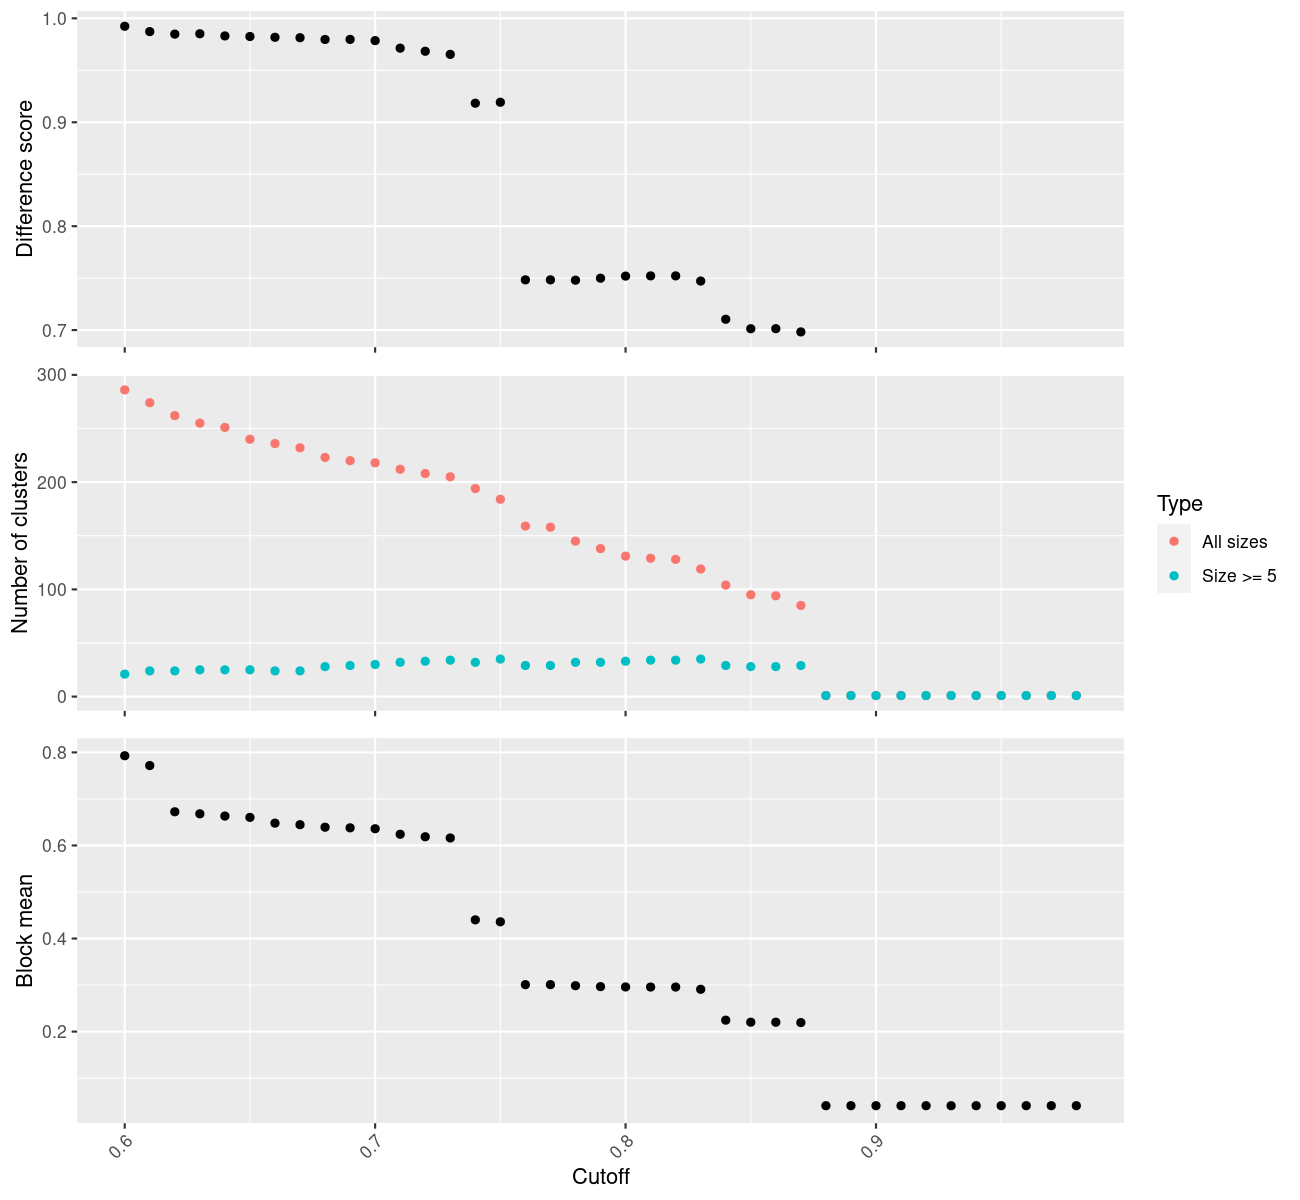 1.0
0.9
0.8
0.7
Difference score
300
200
100
0
Number of clusters
Type
All sizes
Size >= 5
0.8
0.6
0.4
0.2
Block mean
0.6
0.7
0.8
0.9
Cutoff